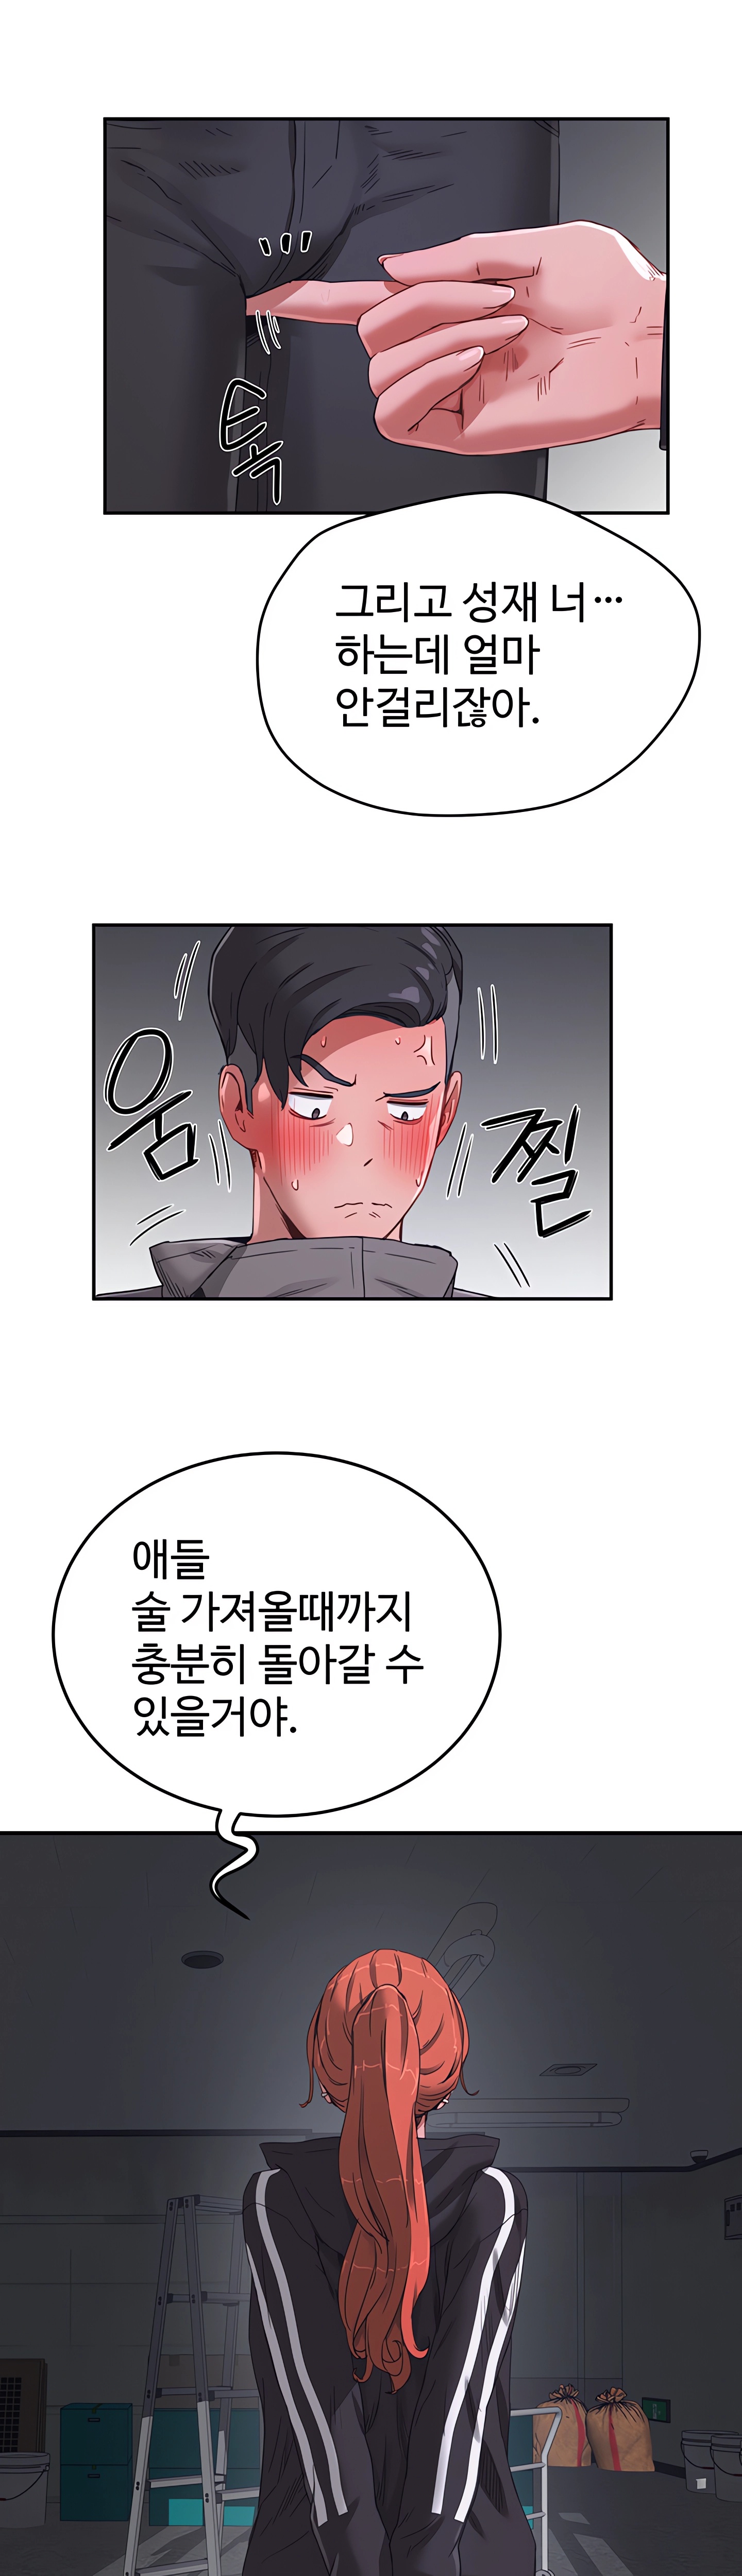 톡
그리고 성재 너…
하는데 얼마
안걸리잖아.
움
찔
애들
술 가져올때까지
충분히 돌아갈 수
있을거야.